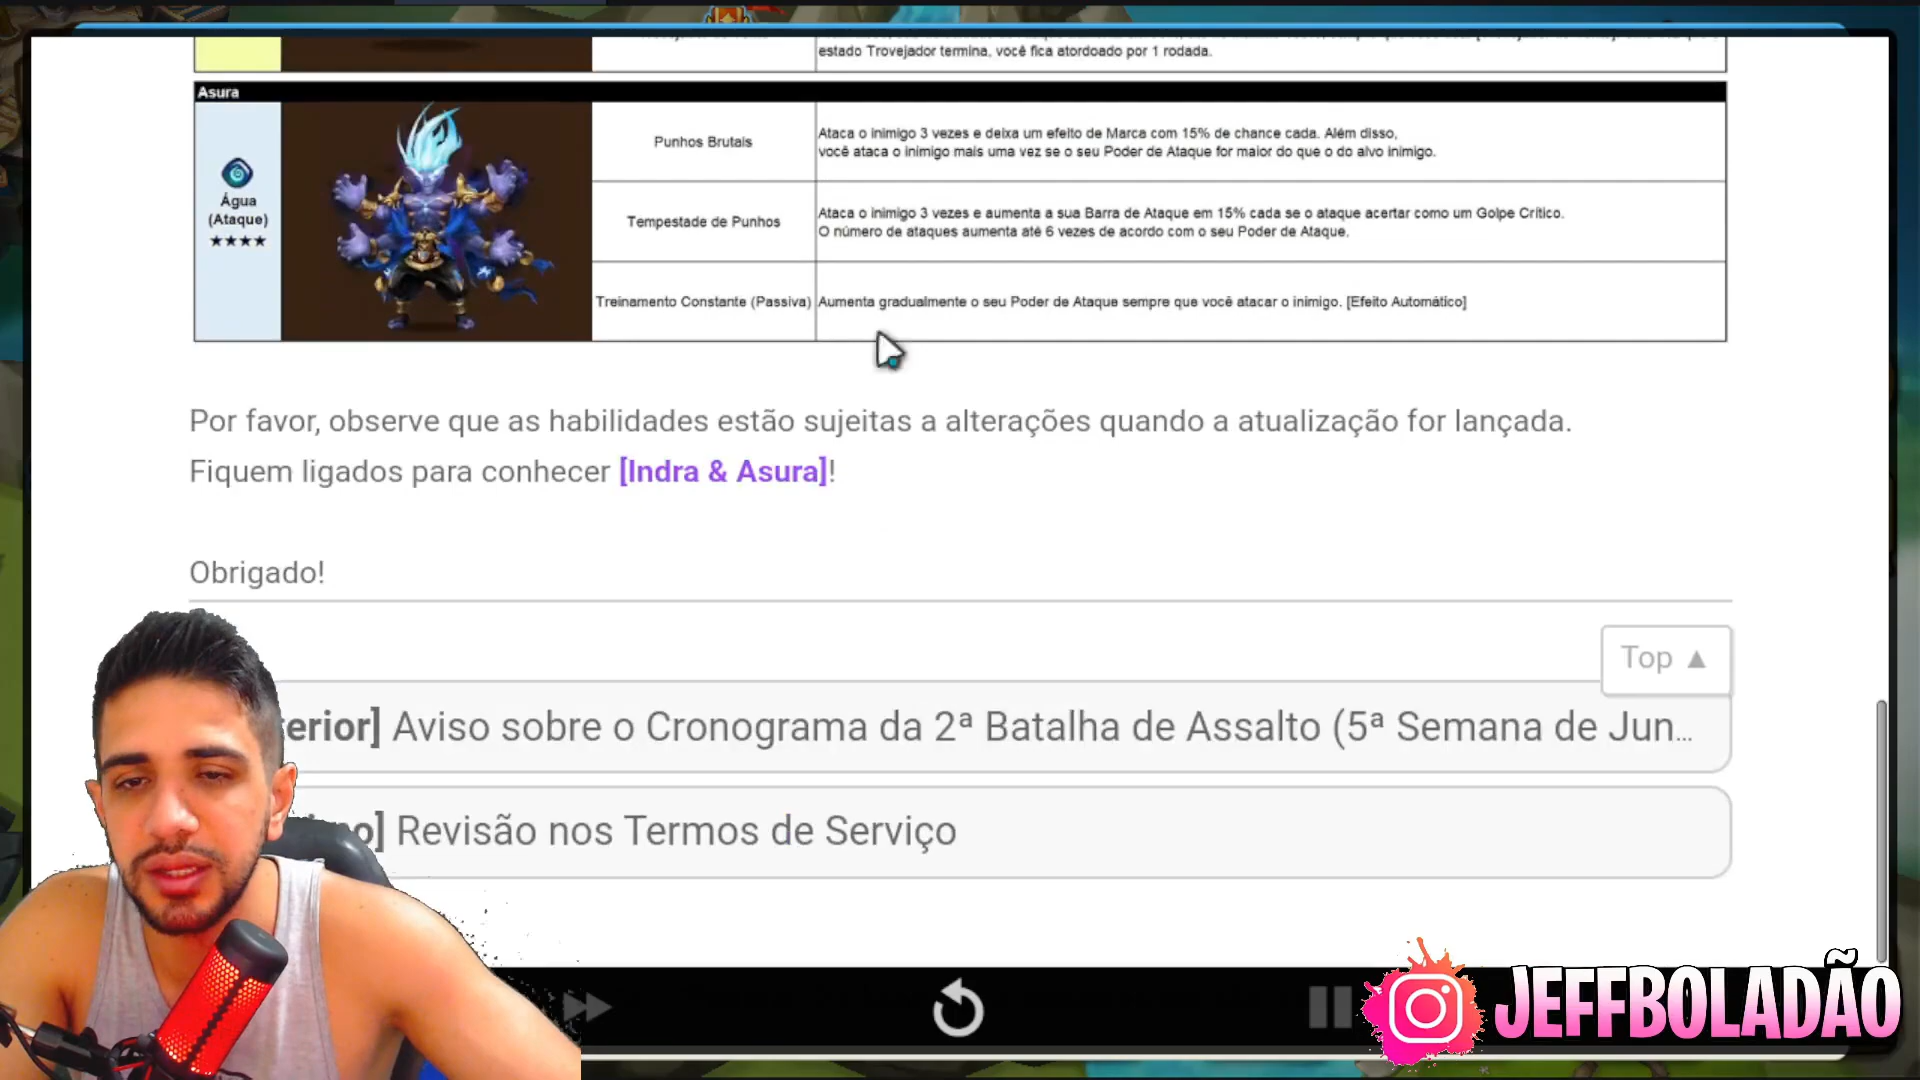 estado Trovejador termina, você fica atordoado por 1 rodada.
Asura
Água
(Ataque)
Punhos Brutais
Ataca o inimigo 3 vezes e deixa um efeito de Marca com 15% de chance cada. Além disso,
você ataca o inimigo mais uma vez se o seu Poder de Ataque for maior do que o do alvo inimigo.
Tempestade de Punhos
Ataca o inimigo 3 vezes e aumenta a sua Barra de Ataque em 15% cada se o ataque acertar como um Golpe Crítico.
O número de ataques aumenta até 6 vezes de acordo com o seu Poder de Ataque.
Treinamento Constante (Passiva)
Aumenta gradualmente o seu Poder de Ataque sempre que você atacar o inimigo. [Efeito Automático]
Por favor, observe que as habilidades estão sujeitas a alterações quando a atualização for lançada.
Fiquem ligados para conhecer [Indra & Asura]!
Obrigado!
Top ▲
terior] Aviso sobre o Cronograma da 2ª Batalha de Assalto (5ª Semana de Jun...
Revisão nos Termos de Serviço
JEFFBOLADÃO